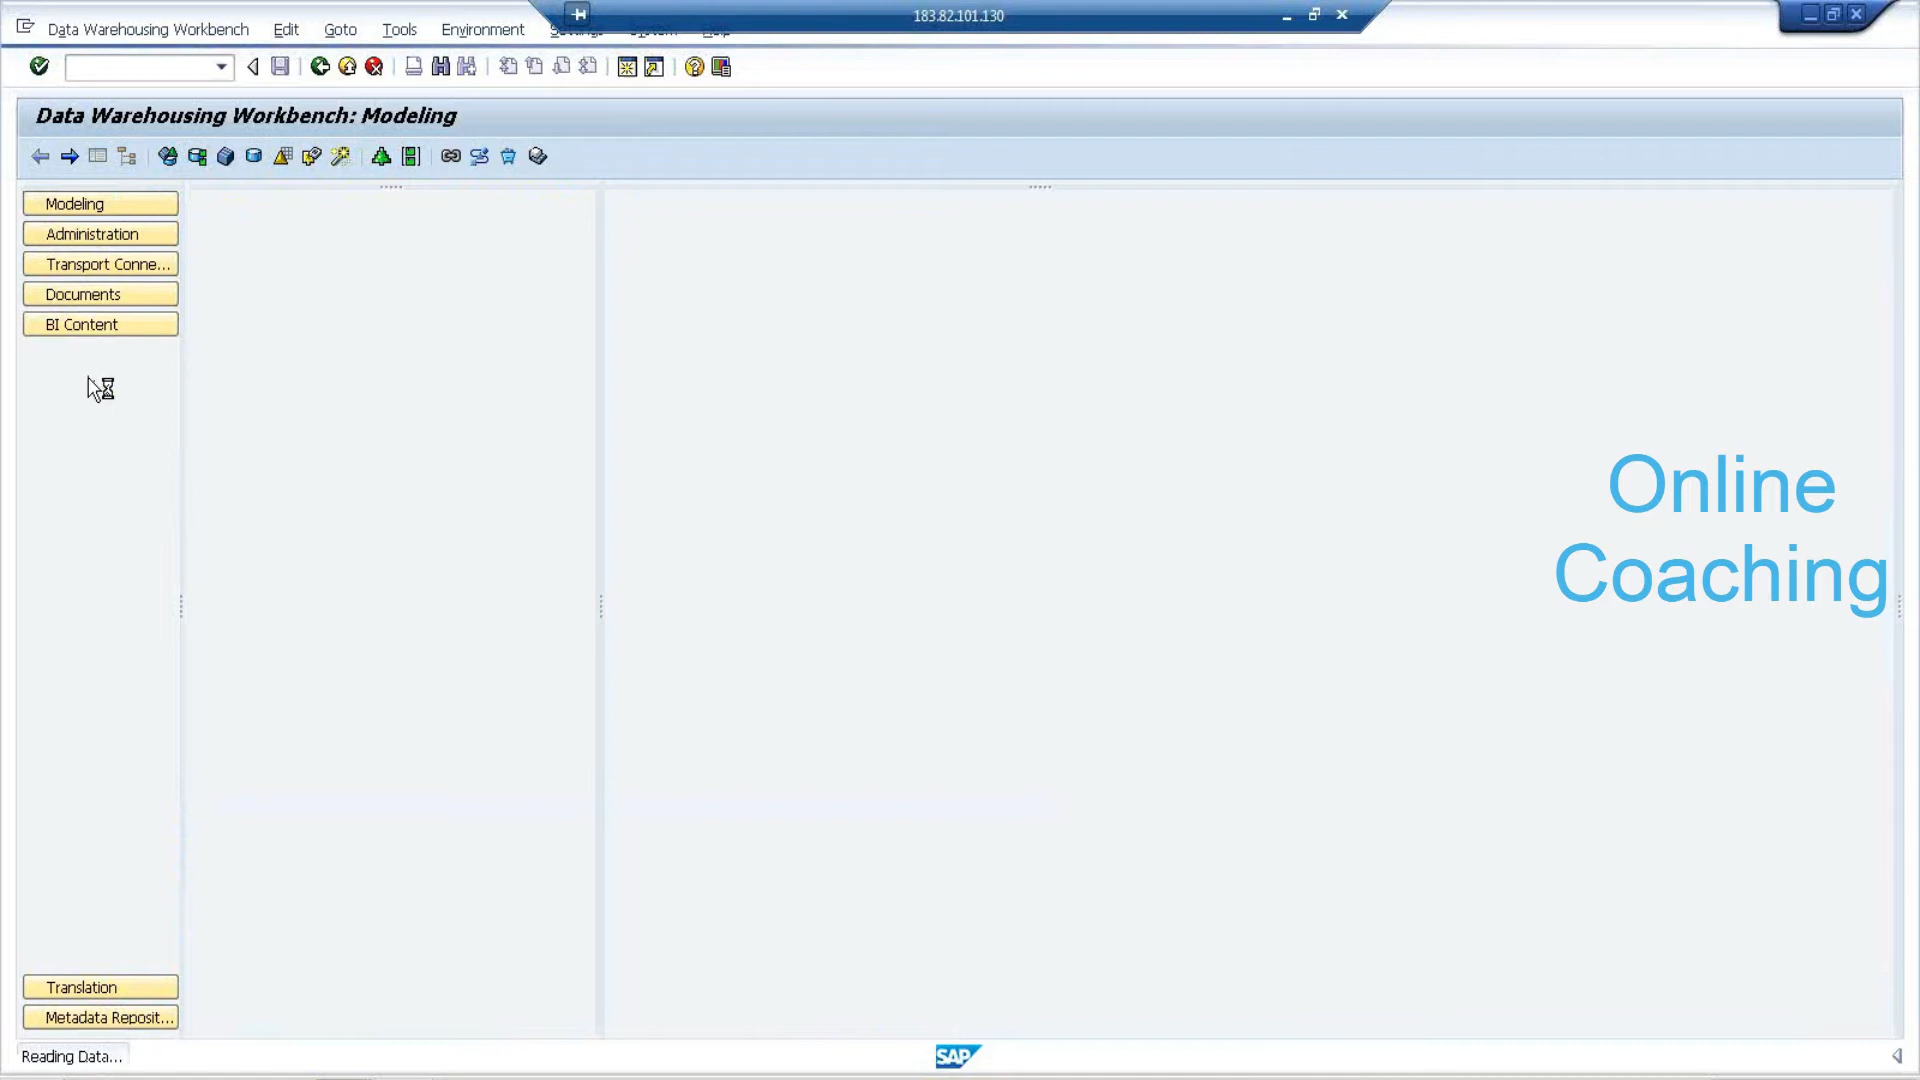 183.82.101.130
Data Warehousing Workbench Edit Goto Tools Environment
Data Warehousing Workbench: Modeling
Modeling
Administration
Transport Conne...
Documents
BI Content
Online
Coaching
Translation
Metadata Reposit...
Reading Data...
SAP